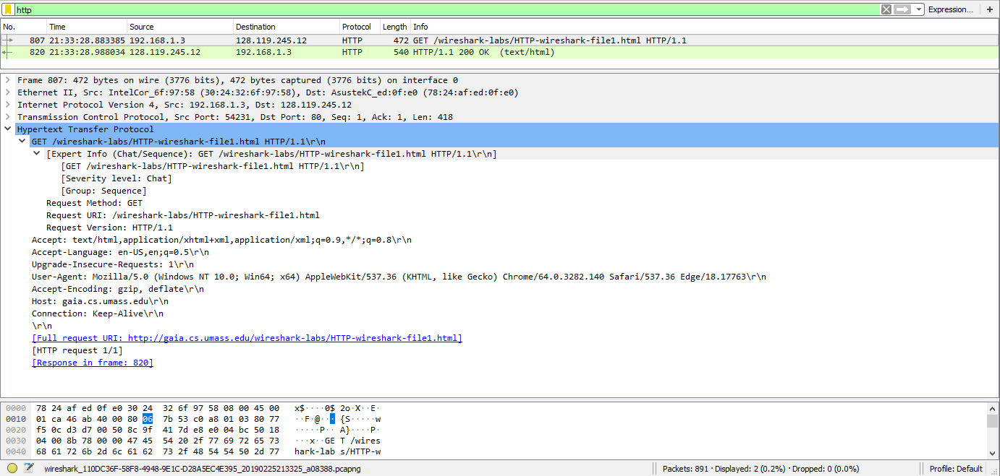 http Expression... +
No. Time Source Destination Protocol Length Info
807 21:33:28.883385 192.168.1.3 128.119.245.12 HTTP 472 GET /wireshark-labs/HTTP-wireshark-file1.html HTTP/1.1
820 21:33:28.988034 128.119.245.12 192.168.1.3 HTTP 540 HTTP/1.1 200 OK (text/html)
Frame 807: 472 bytes on wire (3776 bits), 472 bytes captured (3776 bits) on interface 0
Ethernet II, Src: IntelCor_6f:97:58 (30:24:32:6f:97:58), Dst: AsustekC_ed:0f:e0 (78:24:af:ed:0f:e0)
Internet Protocol Version 4, Src: 192.168.1.3, Dst: 128.119.245.12
Transmission Control Protocol, Src Port: 54231, Dst Port: 80, Seq: 1, Ack: 1, Len: 418
Hypertext Transfer Protocol
GET /wireshark-labs/HTTP-wireshark-file1.html HTTP/1.1\r\n
[Expert Info (Chat/Sequence): GET /wireshark-labs/HTTP-wireshark-file1.html HTTP/1.1\r\n]
[GET /wireshark-labs/HTTP-wireshark-file1.html HTTP/1.1\r\n]
[Severity level: Chat]
[Group: Sequence]
Request Method: GET
Request URI: /wireshark-labs/HTTP-wireshark-file1.html
Request Version: HTTP/1.1
Accept: text/html,application/xhtml+xml,application/xml;q=0.9,*/*;q=0.8\r\n
Accept-Language: en-US,en;q=0.5\r\n
Upgrade-Insecure-Requests: 1\r\n
User-Agent: Mozilla/5.0 (Windows NT 10.0; Win64; x64) AppleWebKit/537.36 (KHTML, like Gecko) Chrome/64.0.3282.140 Safari/537.36 Edge/18.17763\r\n
Accept-Encoding: gzip, deflate\r\n
Host: gaia.cs.umass.edu\r\n
Connection: Keep-Alive\r\n
\r\n
[Full request URI: http://gaia.cs.umass.edu/wireshark-labs/HTTP-wireshark-file1.html]
[HTTP request 1/1]
[Response in frame: 820]
0000 78 24 af ed 0f e0 30 24 32 6f 97 58 08 00 45 00 x$····0$ 2o·X··E·
0010 01 ca 46 ab 40 00 80 06 7b 53 c0 a8 01 03 80 77 ··F·@··· {S·····w
0020 f5 0c d3 d7 00 50 8c 9f 41 7d e8 e0 04 bc 50 18 ·····P·· A}····P·
0030 04 00 8b 78 00 00 47 45 54 20 2f 77 69 72 65 73 ···x··GE T /wires
0040 68 61 72 6b 2d 6c 61 62 73 2f 48 54 54 50 2d 77 hark-lab s/HTTP-w
wireshark_110DC36F-58F8-4948-9E1C-D28A5EC4E395_20190225213325_a08388.pcapng Packets: 891 · Displayed: 2 (0.2%) · Dropped: 0 (0.0%) Profile: Default